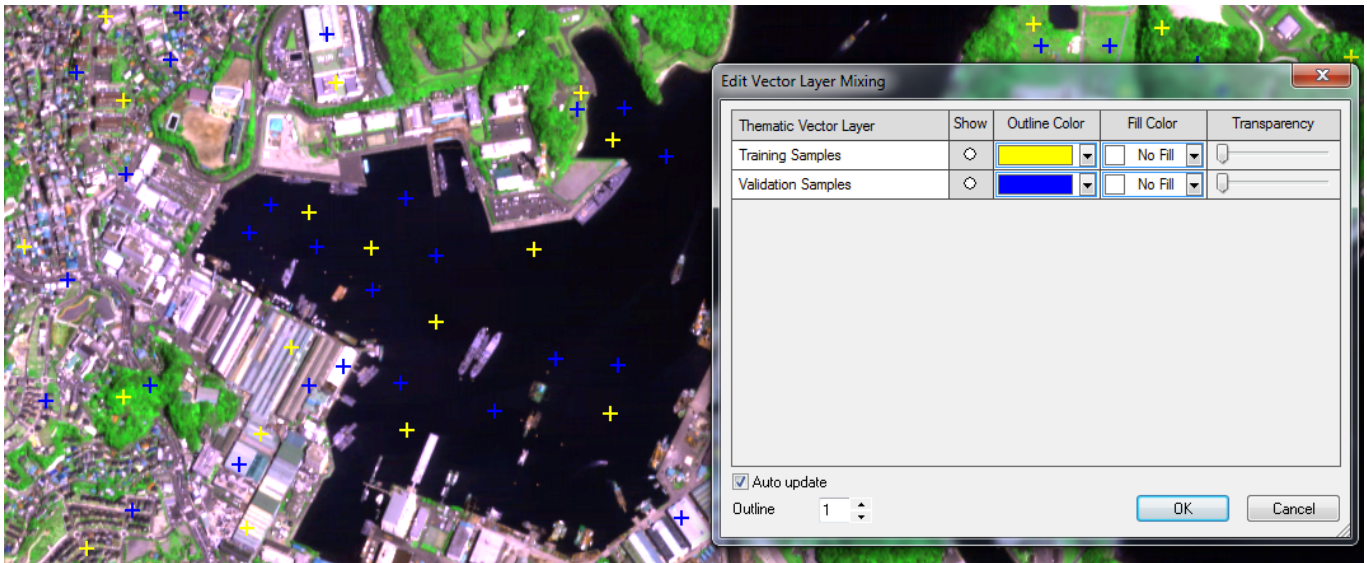 Edit Vector Layer Mixing
Thematic Vector Layer Show Outline Color Fill Color Transparency
Training Samples No Fill
Validation Samples No Fill
Auto update
Outline 1 OK Cancel